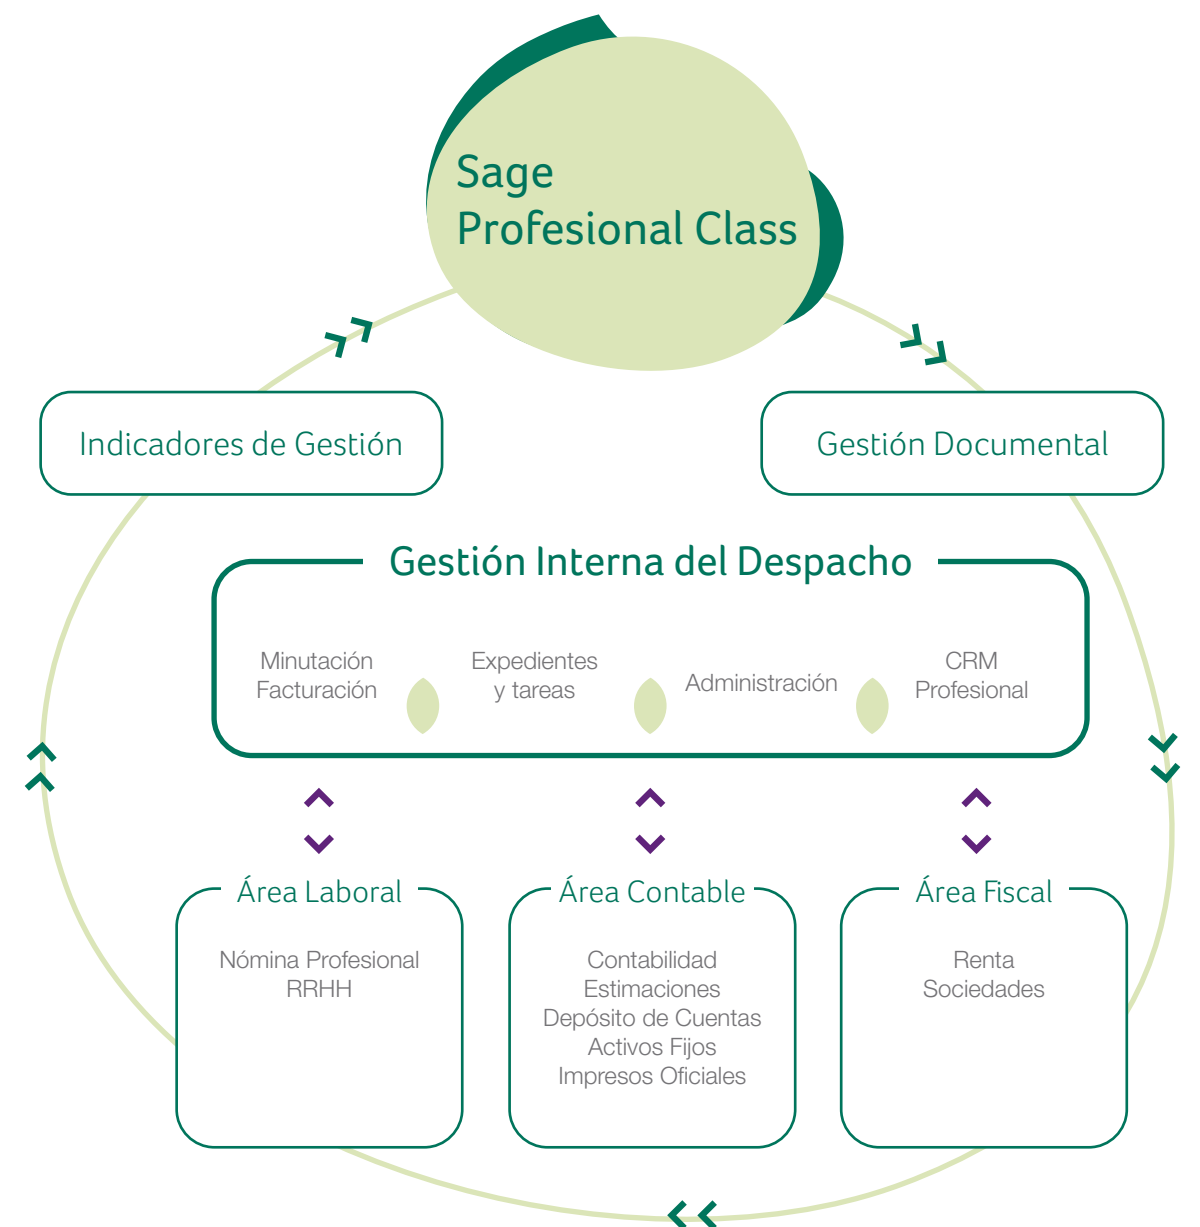 Sage
Profesional Class
Indicadores de Gestión
Gestión Documental
Gestión Interna del Despacho
Minutación
Facturación
Expedientes
y tareas
Administración
CRM
Profesional
Área Laboral
Nómina Profesional
RRHH
Área Contable
Contabilidad
Estimaciones
Depósito de Cuentas
Activos Fijos
Impresos Oficiales
Área Fiscal
Renta
Sociedades